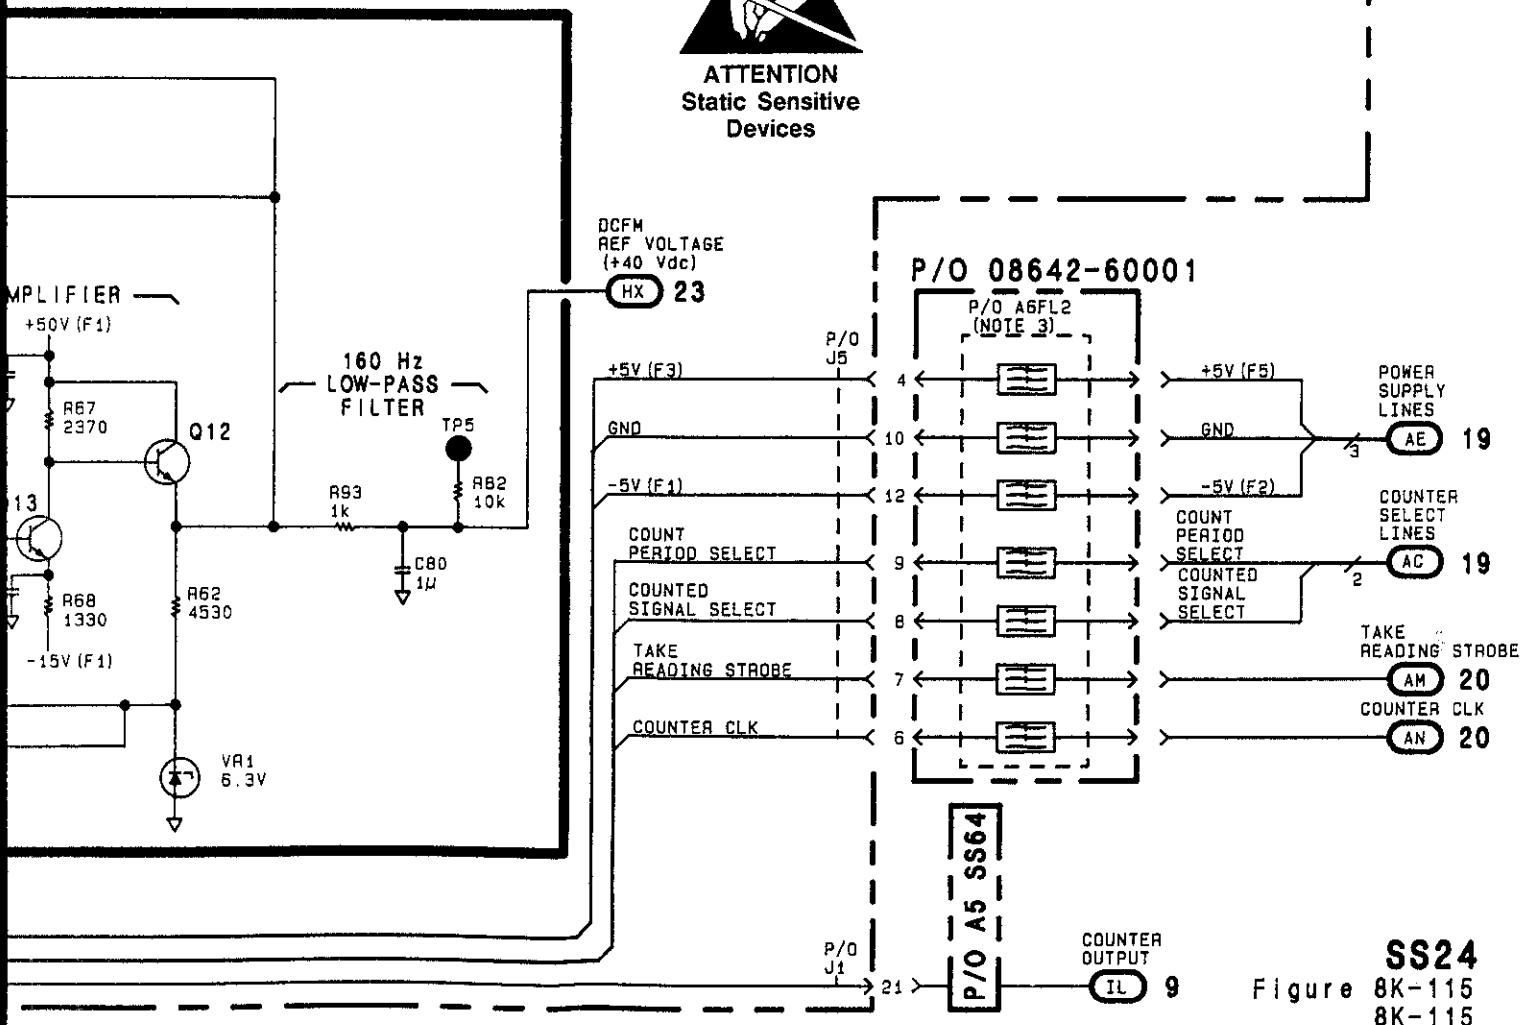 ATTENTION
Static Sensitive
Devices
DCFM
REF VOLTAGE
(+40 Vdc)
HX 23
MPLIFIER
+50V (F1)
R67
2370
Q12
Q13
R68
1330
-15V (F1)
R62
4530
VR1
6.3V
160 Hz
LOW-PASS
FILTER
TP5
R82
10k
R93
1k
C80
1µ
P/O 08642-60001
P/O A6FL2
(NOTE 3)
P/O
J5
+5V (F3)
4
+5V (F5)
GND
10
GND
-5V (F1)
12
-5V (F2)
COUNT
PERIOD SELECT
9
COUNT
PERIOD
SELECT
COUNTED
SIGNAL SELECT
8
COUNTED
SIGNAL
SELECT
TAKE
READING STROBE
7
COUNTER CLK
6
POWER
SUPPLY
LINES
3
AE 19
COUNTER
SELECT
LINES
2
AC 19
TAKE
READING STROBE
AM 20
COUNTER CLK
AN 20
P/O A5 SS64
P/O
J1
21
COUNTER
OUTPUT
IL 9
SS24
Figure 8K-115
8K-115